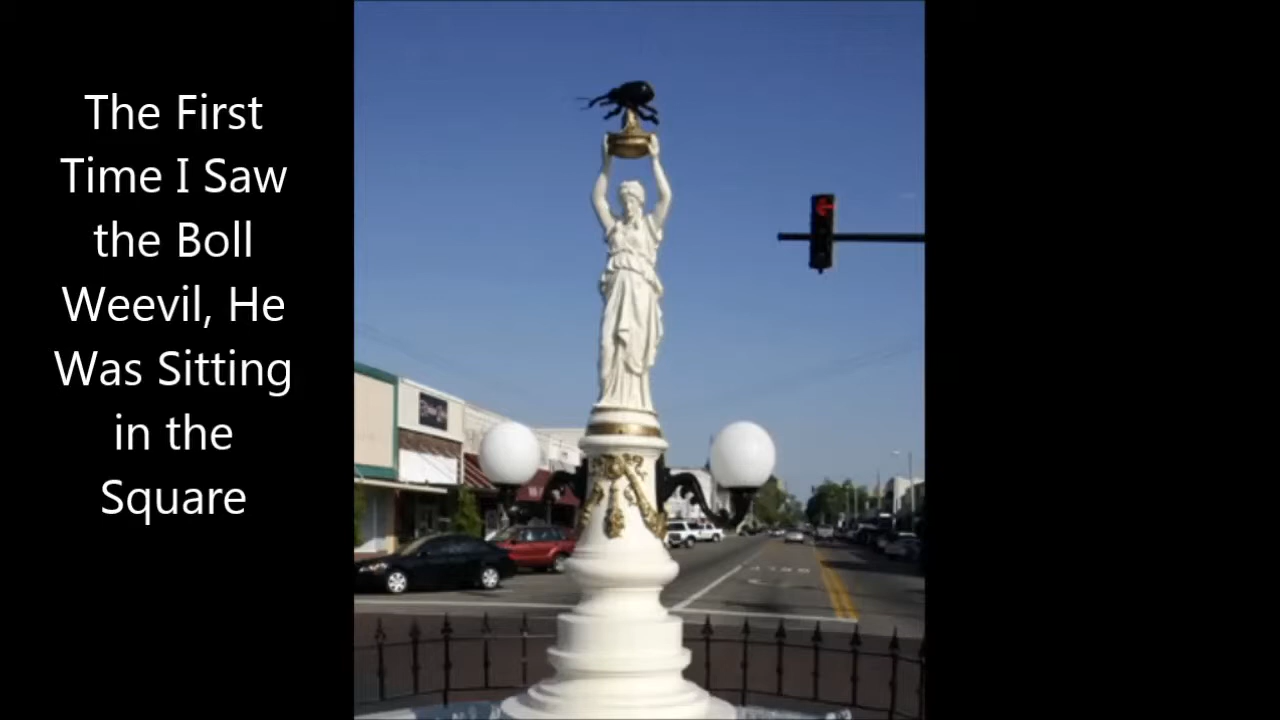 The First
Time I Saw
the Boll
Weevil, He
Was Sitting
in the
Square